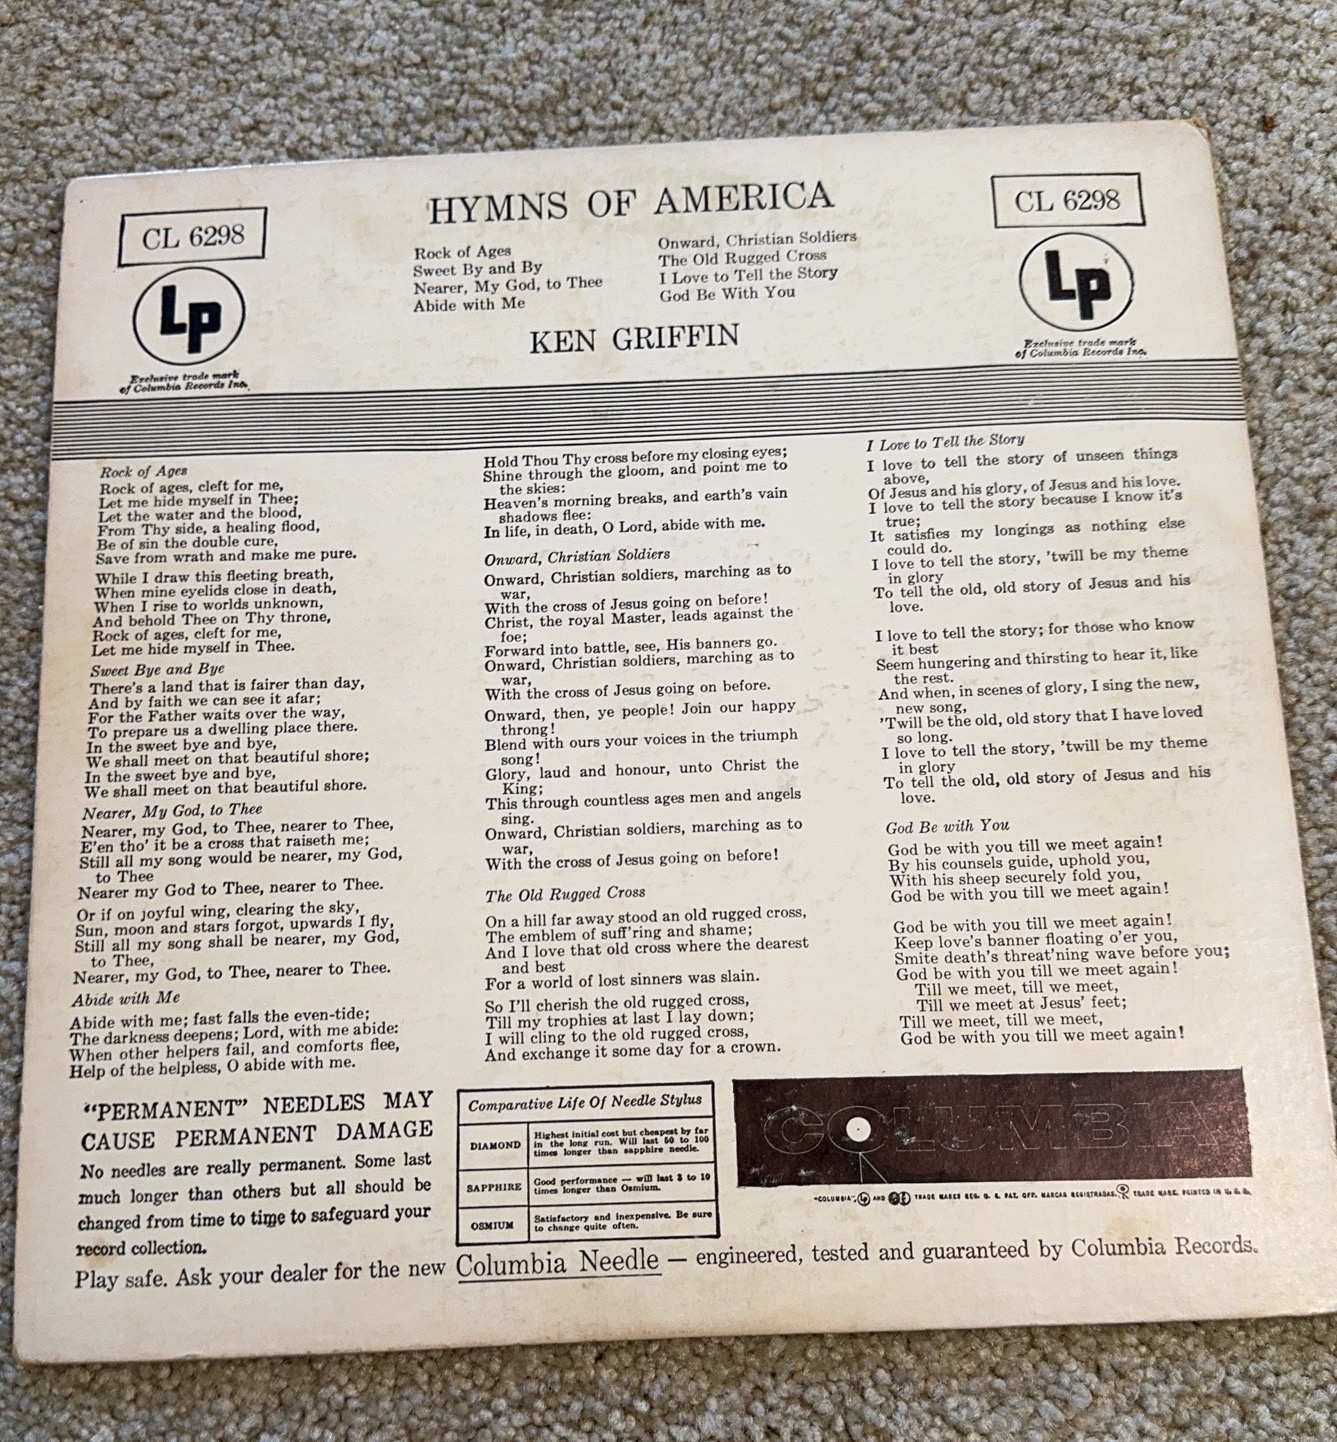 CL 6298
Lp
Exclusive trade mark
of Columbia Records Inc.
HYMNS OF AMERICA
Rock of Ages
Sweet By and By
Nearer, My God, to Thee
Abide with Me
Onward, Christian Soldiers
The Old Rugged Cross
I Love to Tell the Story
God Be With You
KEN GRIFFIN
CL 6298
Lp
Exclusive trade mark
of Columbia Records Inc.
Rock of Ages
Rock of ages, cleft for me,
Let me hide myself in Thee;
Let the water and the blood,
From Thy side, a healing flood,
Be of sin the double cure,
Save from wrath and make me pure.
While I draw this fleeting breath,
When mine eyelids close in death,
When I rise to worlds unknown,
And behold Thee on Thy throne,
Rock of ages, cleft for me,
Let me hide myself in Thee.
Sweet Bye and Bye
There's a land that is fairer than day,
And by faith we can see it afar;
For the Father waits over the way,
To prepare us a dwelling place there.
In the sweet bye and bye,
We shall meet on that beautiful shore;
In the sweet bye and bye,
We shall meet on that beautiful shore.
Nearer, My God, to Thee
Nearer, my God, to Thee, nearer to Thee,
E'en tho' it be a cross that raiseth me;
Still all my song would be nearer, my God,
to Thee
Nearer my God to Thee, nearer to Thee.
Or if on joyful wing, clearing the sky,
Sun, moon and stars forgot, upwards I fly,
Still all my song shall be nearer, my God,
to Thee,
Nearer, my God, to Thee, nearer to Thee.
Abide with Me
Abide with me; fast falls the even-tide;
The darkness deepens; Lord, with me abide:
When other helpers fail, and comforts flee,
Help of the helpless, O abide with me.
Hold Thou Thy cross before my closing eyes;
Shine through the gloom, and point me to
the skies:
Heaven's morning breaks, and earth's vain
shadows flee:
In life, in death, O Lord, abide with me.
Onward, Christian Soldiers
Onward, Christian soldiers, marching as to
war,
With the cross of Jesus going on before!
Christ, the royal Master, leads against the
foe;
Forward into battle, see, His banners go.
Onward, Christian soldiers, marching as to
war,
With the cross of Jesus going on before.
Onward, then, ye people! Join our happy
throng!
Blend with ours your voices in the triumph
song!
Glory, laud and honour, unto Christ the
King;
This through countless ages men and angels
sing.
Onward, Christian soldiers, marching as to
war,
With the cross of Jesus going on before!
The Old Rugged Cross
On a hill far away stood an old rugged cross,
The emblem of suff'ring and shame;
And I love that old cross where the dearest
and best
For a world of lost sinners was slain.
So I'll cherish the old rugged cross,
Till my trophies at last I lay down;
I will cling to the old rugged cross,
And exchange it some day for a crown.
I Love to Tell the Story
I love to tell the story of unseen things
above,
Of Jesus and his glory, of Jesus and his love.
I love to tell the story because I know it's
true;
It satisfies my longings as nothing else
could do.
I love to tell the story, 'twill be my theme
in glory
To tell the old, old story of Jesus and his
love.
I love to tell the story; for those who know
it best
Seem hungering and thirsting to hear it, like
the rest.
And when, in scenes of glory, I sing the new,
new song,
'Twill be the old, old story that I have loved
so long.
I love to tell the story, 'twill be my theme
in glory
To tell the old, old story of Jesus and his
love.
God Be with You
God be with you till we meet again!
By his counsels guide, uphold you,
With his sheep securely fold you,
God be with you till we meet again!
God be with you till we meet again!
Keep love's banner floating o'er you,
Smite death's threat'ning wave before you;
God be with you till we meet again!
Till we meet, till we meet,
Till we meet at Jesus' feet;
Till we meet, till we meet,
God be with you till we meet again!
"PERMANENT" NEEDLES MAY
CAUSE PERMANENT DAMAGE
No needles are really permanent. Some last
much longer than others but all should be
changed from time to time to safeguard your
record collection.
Comparative Life Of Needle Stylus
DIAMOND
Highest initial cost but cheapest by far
in the long run. Will last 50 to 100
times longer than sapphire needle.
SAPPHIRE
Good performance — will last 3 to 10
times longer than Osmium.
OSMIUM
Satisfactory and inexpensive. Be sure
to change quite often.
COLUMBIA
"COLUMBIA", Lp AND TRADE MARKS REG. U. S. PAT. OFF. MARCAS REGISTRADAS. TRADE MARK. PRINTED IN U. S. A.
Play safe. Ask your dealer for the new Columbia Needle — engineered, tested and guaranteed by Columbia Records.